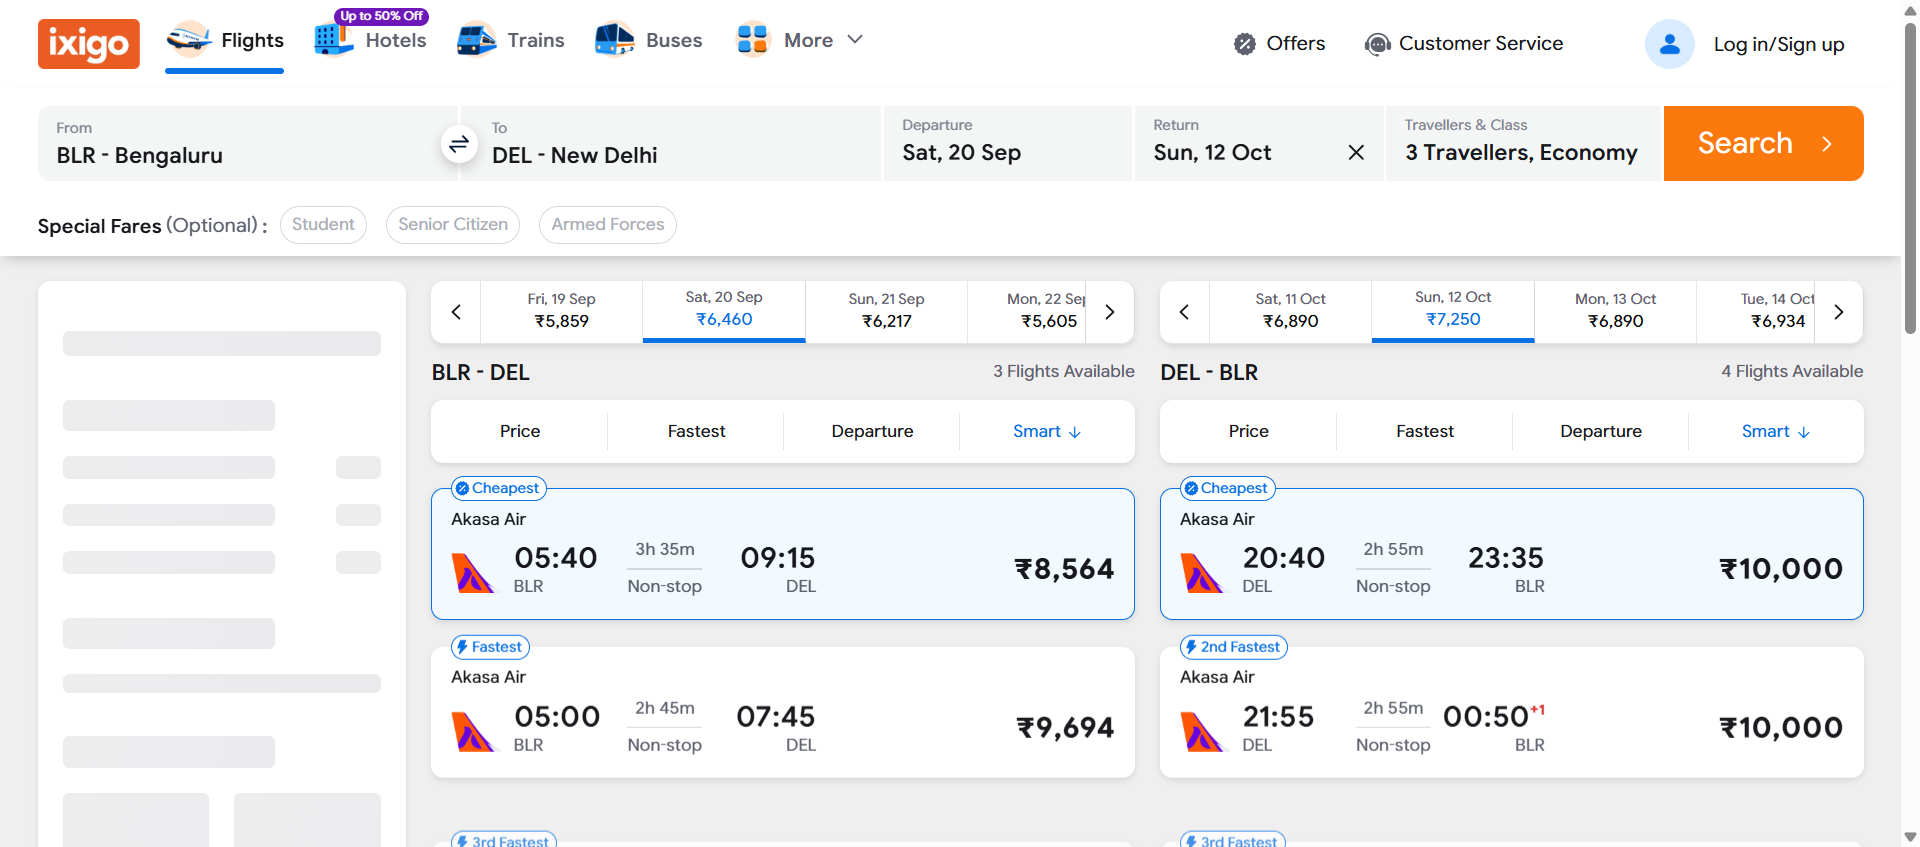 ixigo
Flights
Up to 50% Off
Hotels
Trains
Buses
More
Offers
Customer Service
Log in/Sign up
From
BLR - Bengaluru
To
DEL - New Delhi
Departure
Sat, 20 Sep
Return
Sun, 12 Oct
Travellers & Class
3 Travellers, Economy
Search
Special Fares (Optional) :
Student
Senior Citizen
Armed Forces
Fri, 19 Sep
₹5,859
Sat, 20 Sep
₹6,460
Sun, 21 Sep
₹6,217
Mon, 22 Sep
₹5,605
Sat, 11 Oct
₹6,890
Sun, 12 Oct
₹7,250
Mon, 13 Oct
₹6,890
Tue, 14 Oct
₹6,934
BLR - DEL
3 Flights Available
Price
Fastest
Departure
Smart ↓
Cheapest
Akasa Air
05:40
BLR
3h 35m
Non-stop
09:15
DEL
₹8,564
Fastest
Akasa Air
05:00
BLR
2h 45m
Non-stop
07:45
DEL
₹9,694
3rd Fastest
DEL - BLR
4 Flights Available
Price
Fastest
Departure
Smart ↓
Cheapest
Akasa Air
20:40
DEL
2h 55m
Non-stop
23:35
BLR
₹10,000
2nd Fastest
Akasa Air
21:55
DEL
2h 55m
Non-stop
00:50+1
BLR
₹10,000
3rd Fastest